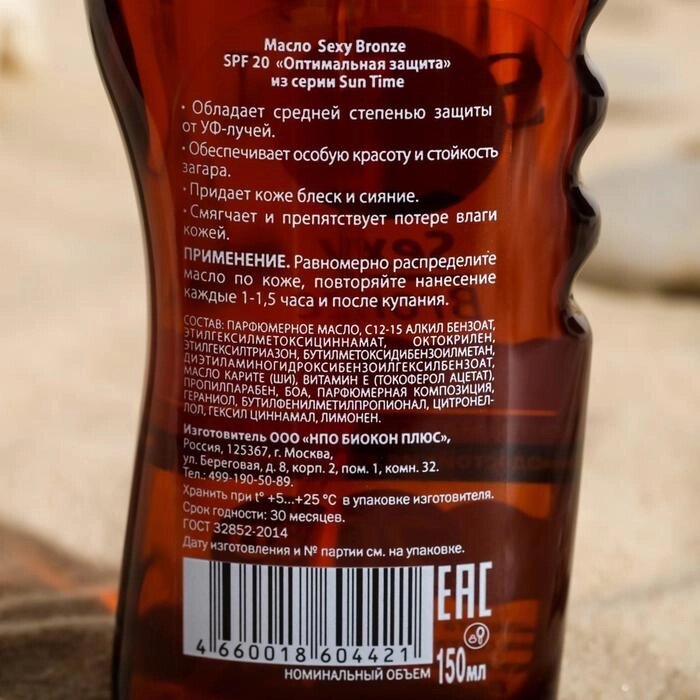 Масло Sexy Bronze
SPF 20 «Оптимальная защита»
из серии Sun Time
· Обладает средней степенью защиты
от УФ-лучей.
· Обеспечивает особую красоту и стойкость
загара.
· Придает коже блеск и сияние.
· Смягчает и препятствует потере влаги
кожей.
ПРИМЕНЕНИЕ. Равномерно распределите
масло по коже, повторяйте нанесение
каждые 1-1,5 часа и после купания.
СОСТАВ: ПАРФЮМЕРНОЕ МАСЛО, С12-15 АЛКИЛ БЕНЗОАТ,
ЭТИЛГЕКСИЛМЕТОКСИЦИННАМАТ, ОКТОКРИЛЕН,
ЭТИЛГЕКСИЛТРИАЗОН, БУТИЛМЕТОКСИДИБЕНЗОИЛМЕТАН,
ДИЭТИЛАМИНОГИДРОКСИБЕНЗОИЛГЕКСИЛБЕНЗОАТ,
МАСЛО КАРИТЕ (ШИ), ВИТАМИН Е (ТОКОФЕРОЛ АЦЕТАТ),
ПРОПИЛПАРАБЕН, БОА, ПАРФЮМЕРНАЯ КОМПОЗИЦИЯ,
ГЕРАНИОЛ, БУТИЛФЕНИЛМЕТИЛПРОПИОНАЛ, ЦИТРОНЕЛ-
ЛОЛ, ГЕКСИЛ ЦИННАМАЛ, ЛИМОНЕН.
Изготовитель ООО «НПО БИОКОН ПЛЮС»,
Россия, 125367, г. Москва,
ул. Береговая, д. 8, корп. 2, пом. 1, комн. 32.
Тел.: 499-190-50-89.
Хранить при t° +5...+25 °C в упаковке изготовителя.
Срок годности: 30 месяцев.
ГОСТ 32852-2014
Дату изготовления и № партии см. на упаковке.
EAC
4 660018 604421
НОМИНАЛЬНЫЙ ОБЪЕМ 150мл